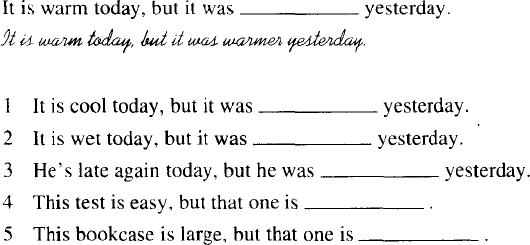 It is warm today, but it was __________ yesterday.
It is warm today, but it was warmer yesterday.
1 It is cool today, but it was __________ yesterday.
2 It is wet today, but it was __________ yesterday.
3 He's late again today, but he was __________ yesterday.
4 This test is easy, but that one is __________ .
5 This bookcase is large, but that one is __________ .